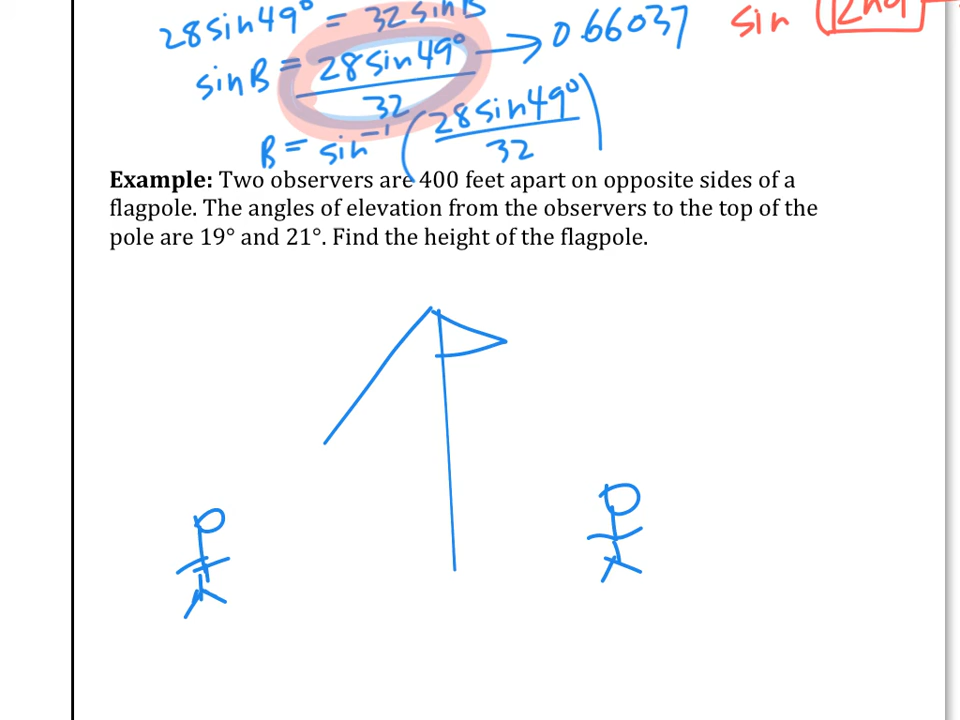 28sin49° = 32sinB
sinB = 28sin49° / 32 → 0.66037 sin 2nd
B = sin⁻¹ (28sin49° / 32)
Example: Two observers are 400 feet apart on opposite sides of a
flagpole. The angles of elevation from the observers to the top of the
pole are 19° and 21°. Find the height of the flagpole.